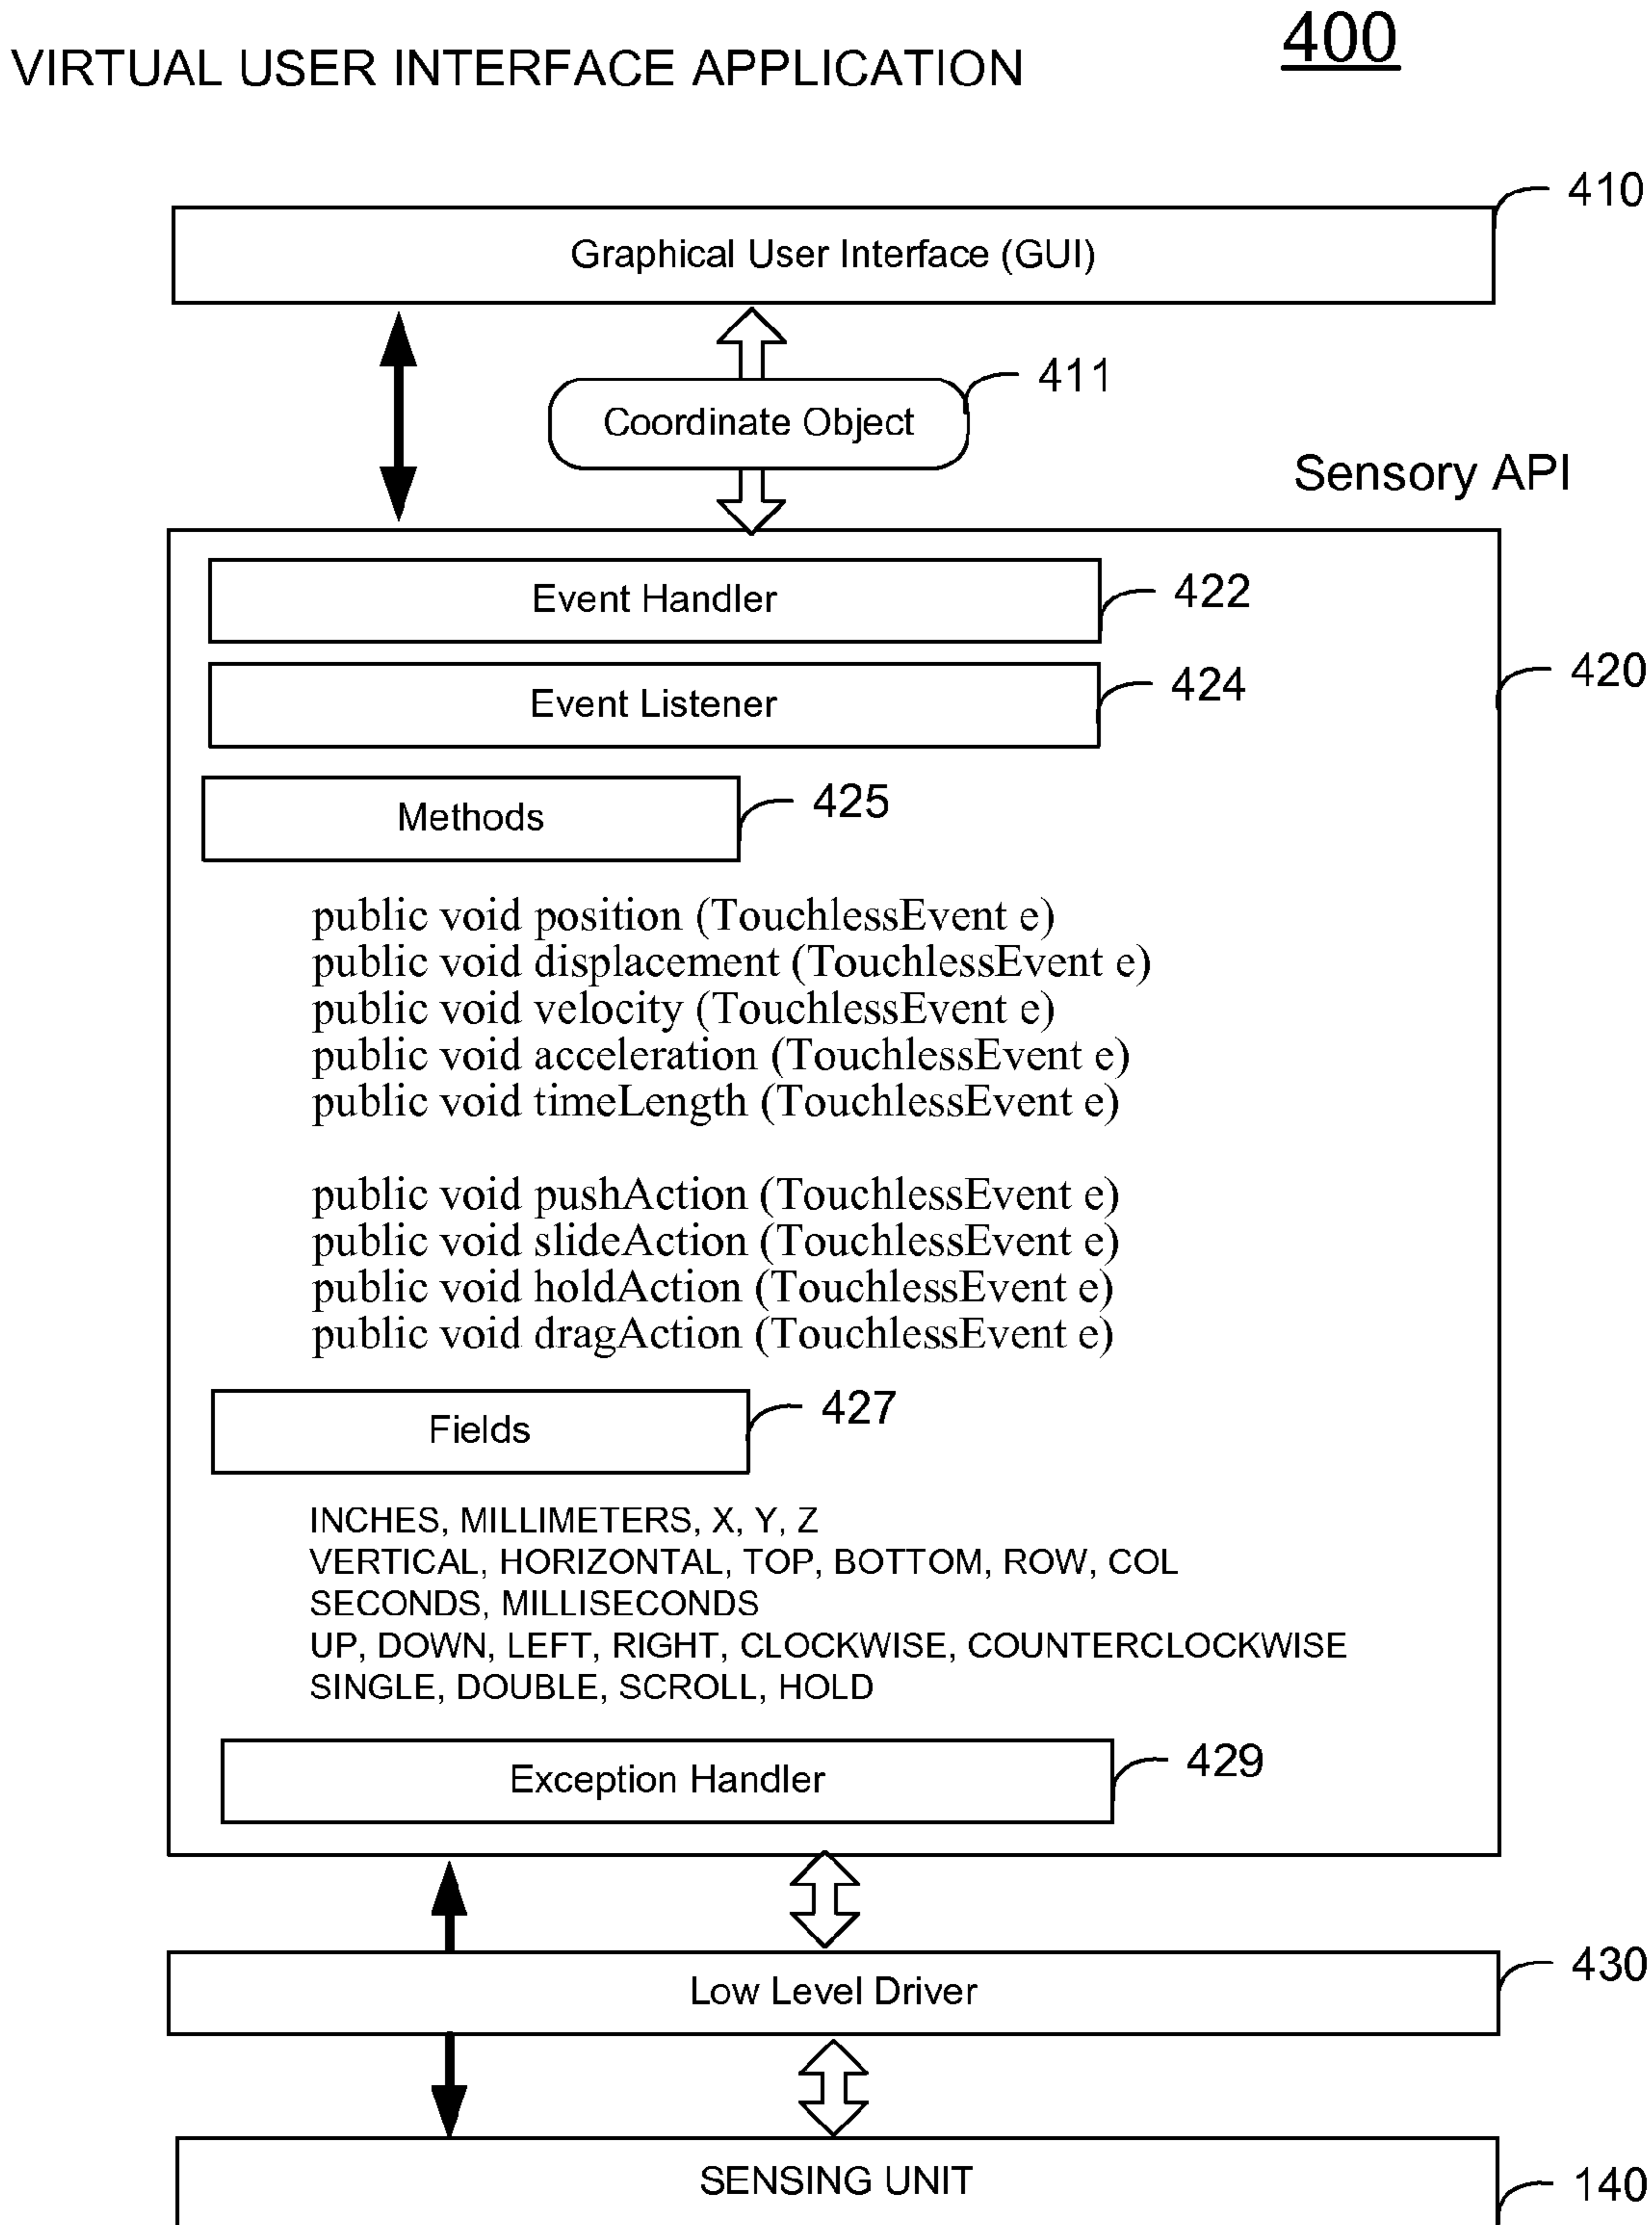 VIRTUAL USER INTERFACE APPLICATION 400
410
Graphical User Interface (GUI)
411
Coordinate Object
Sensory API
Event Handler 422
420
Event Listener 424
Methods 425
public void position (TouchlessEvent e)
public void displacement (TouchlessEvent e)
public void velocity (TouchlessEvent e)
public void acceleration (TouchlessEvent e)
public void timeLength (TouchlessEvent e)
public void pushAction (TouchlessEvent e)
public void slideAction (TouchlessEvent e)
public void holdAction (TouchlessEvent e)
public void dragAction (TouchlessEvent e)
Fields 427
INCHES, MILLIMETERS, X, Y, Z
VERTICAL, HORIZONTAL, TOP, BOTTOM, ROW, COL
SECONDS, MILLISECONDS
UP, DOWN, LEFT, RIGHT, CLOCKWISE, COUNTERCLOCKWISE
SINGLE, DOUBLE, SCROLL, HOLD
Exception Handler 429
Low Level Driver 430
SENSING UNIT 140